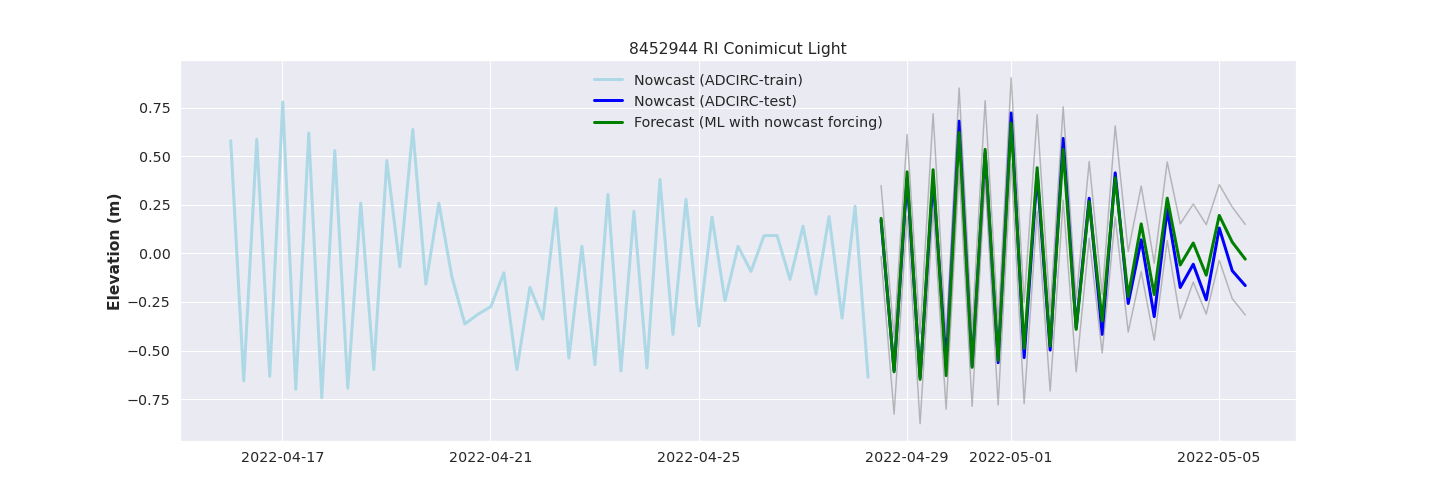 8452944 RI Conimicut Light
Nowcast (ADCIRC-train)
Nowcast (ADCIRC-test)
Forecast (ML with nowcast forcing)
Elevation (m)
0.75
0.50
0.25
0.00
−0.25
−0.50
−0.75
2022-04-17
2022-04-21
2022-04-25
2022-04-29
2022-05-01
2022-05-05